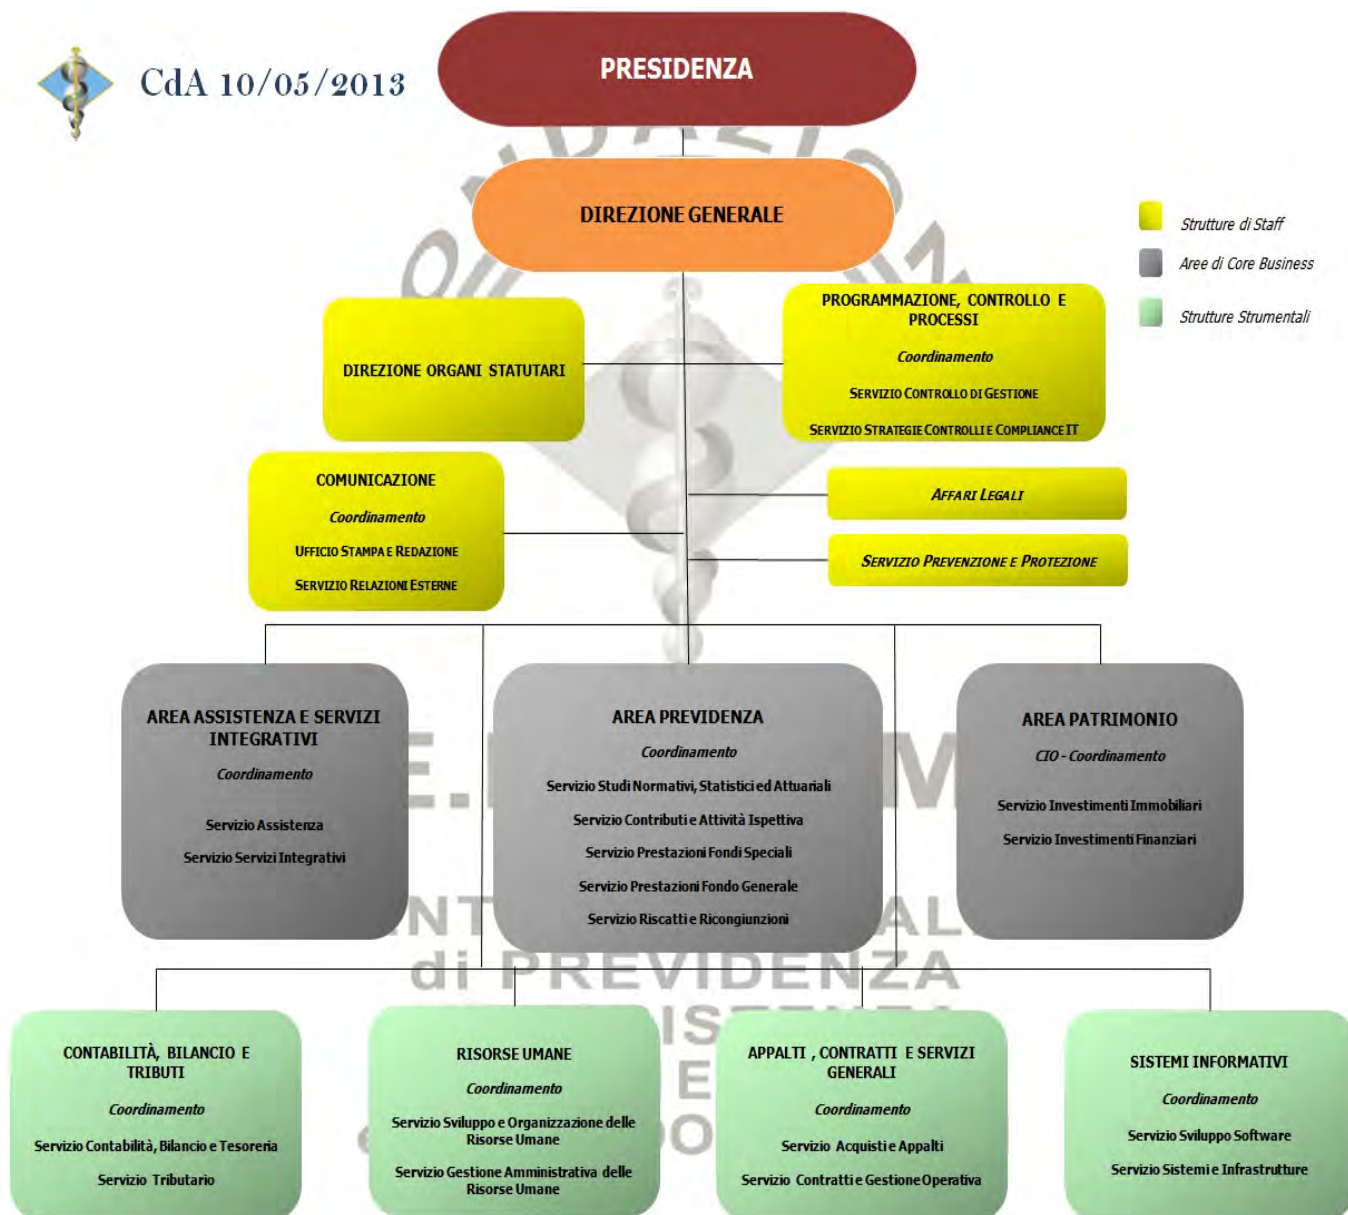 CdA 10/05/2013
PRESIDENZA
DIREZIONE GENERALE
Strutture di Staff
Aree di Core Business
Strutture Strumentali
DIREZIONE ORGANI STATUTARI
PROGRAMMAZIONE, CONTROLLO E
PROCESSI
Coordinamento
SERVIZIO CONTROLLO DI GESTIONE
SERVIZIO STRATEGIE CONTROLLI E COMPLIANCE IT
COMUNICAZIONE
Coordinamento
UFFICIO STAMPA E REDAZIONE
SERVIZIO RELAZIONI ESTERNE
AFFARI LEGALI
SERVIZIO PREVENZIONE E PROTEZIONE
AREA ASSISTENZA E SERVIZI
INTEGRATIVI
Coordinamento
Servizio Assistenza
Servizio Servizi Integrativi
AREA PREVIDENZA
Coordinamento
Servizio Studi Normativi, Statistici ed Attuariali
Servizio Contributi e Attività Ispettiva
Servizio Prestazioni Fondi Speciali
Servizio Prestazioni Fondo Generale
Servizio Riscatti e Ricongiunzioni
AREA PATRIMONIO
CIO - Coordinamento
Servizio Investimenti Immobiliari
Servizio Investimenti Finanziari
di PREVIDENZA
CONTABILITÀ, BILANCIO E
TRIBUTI
Coordinamento
Servizio Contabilità, Bilancio e Tesoreria
Servizio Tributario
RISORSE UMANE
Coordinamento
Servizio Sviluppo e Organizzazione delle
Risorse Umane
Servizio Gestione Amministrativa delle
Risorse Umane
APPALTI , CONTRATTI E SERVIZI
GENERALI
Coordinamento
Servizio Acquisti e Appalti
Servizio Contratti e Gestione Operativa
SISTEMI INFORMATIVI
Coordinamento
Servizio Sviluppo Software
Servizio Sistemi e Infrastrutture